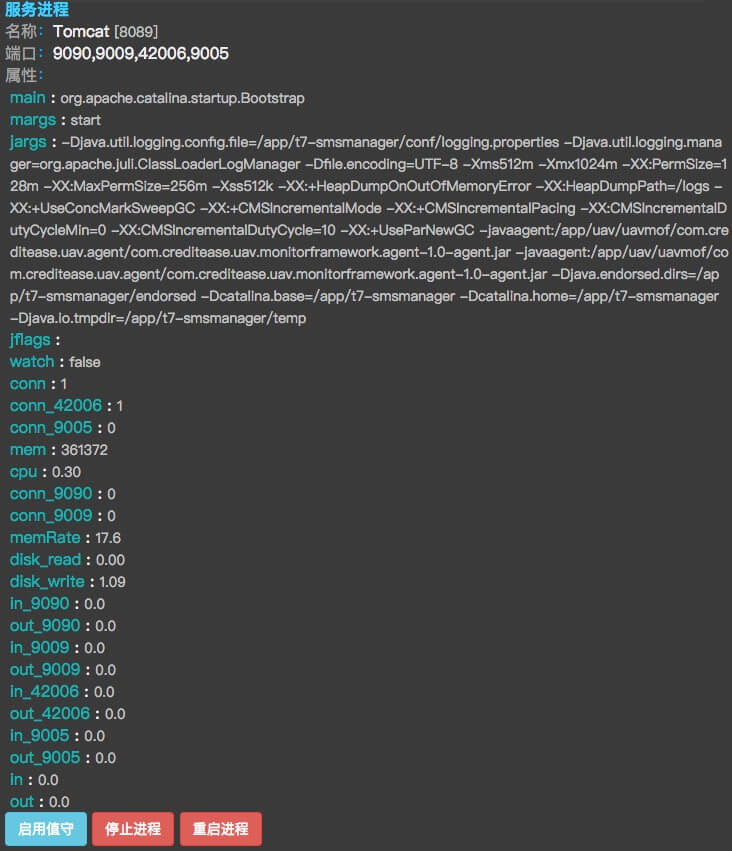 服务进程
名称：Tomcat [8089]
端口：9090,9009,42006,9005
属性：
main：org.apache.catalina.startup.Bootstrap
margs：start
jargs：-Djava.util.logging.config.file=/app/t7-smsmanager/conf/logging.properties -Djava.util.logging.mana
ger=org.apache.juli.ClassLoaderLogManager -Dfile.encoding=UTF-8 -Xms512m -Xmx1024m -XX:PermSize=1
28m -XX:MaxPermSize=256m -Xss512k -XX:+HeapDumpOnOutOfMemoryError -XX:HeapDumpPath=/logs -
XX:+UseConcMarkSweepGC -XX:+CMSIncrementalMode -XX:+CMSIncrementalPacing -XX:CMSIncrementalD
utyCycleMin=0 -XX:CMSIncrementalDutyCycle=10 -XX:+UseParNewGC -javaagent:/app/uav/uavmof/com.cre
ditease.uav.agent/com.creditease.uav.monitorframework.agent-1.0-agent.jar -javaagent:/app/uav/uavmof/co
m.creditease.uav.agent/com.creditease.uav.monitorframework.agent-1.0-agent.jar -Djava.endorsed.dirs=/ap
p/t7-smsmanager/endorsed -Dcatalina.base=/app/t7-smsmanager -Dcatalina.home=/app/t7-smsmanager
-Djava.io.tmpdir=/app/t7-smsmanager/temp
jflags：
watch：false
conn：1
conn_42006：1
conn_9005：0
mem：361372
cpu：0.30
conn_9090：0
conn_9009：0
memRate：17.6
disk_read：0.00
disk_write：1.09
in_9090：0.0
out_9090：0.0
in_9009：0.0
out_9009：0.0
in_42006：0.0
out_42006：0.0
in_9005：0.0
out_9005：0.0
in：0.0
out：0.0
启用值守 停止进程 重启进程